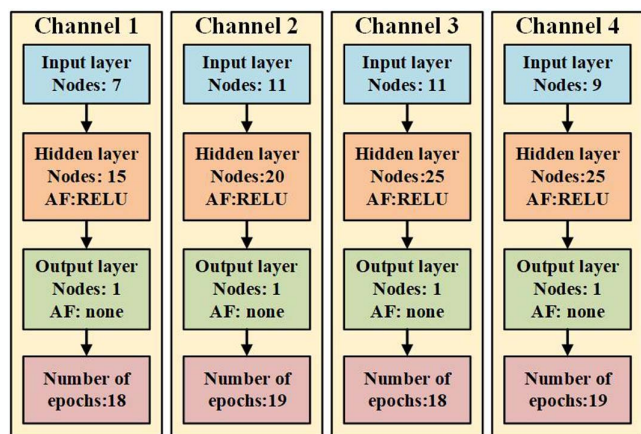 Channel 1
Input layer
Nodes: 7
Hidden layer
Nodes: 15
AF:RELU
Output layer
Nodes: 1
AF: none
Number of
epochs:18
Channel 2
Input layer
Nodes: 11
Hidden layer
Nodes:20
AF:RELU
Output layer
Nodes: 1
AF: none
Number of
epochs:19
Channel 3
Input layer
Nodes: 11
Hidden layer
Nodes:25
AF:RELU
Output layer
Nodes: 1
AF: none
Number of
epochs:18
Channel 4
Input layer
Nodes: 9
Hidden layer
Nodes:25
AF:RELU
Output layer
Nodes: 1
AF: none
Number of
epochs:19